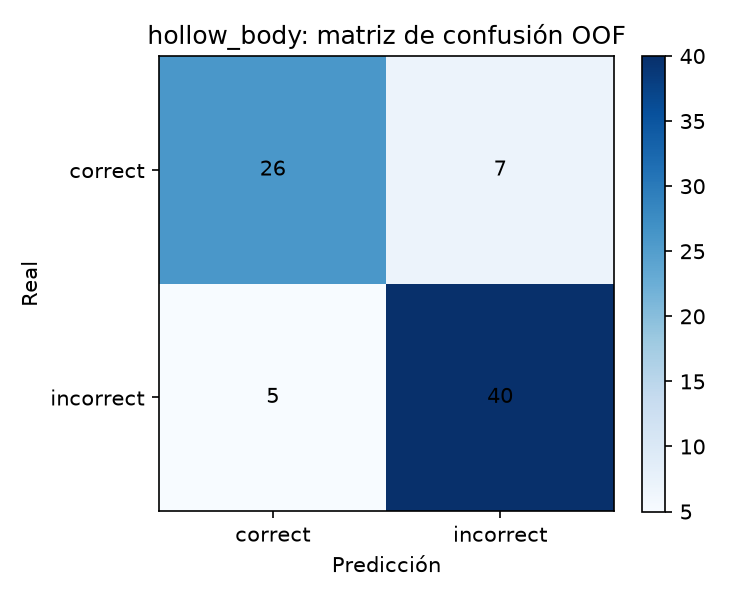 hollow_body: matriz de confusión OOF
Real
correct
26
7
incorrect
5
40
correct
incorrect
Predicción
40
35
30
25
20
15
10
5